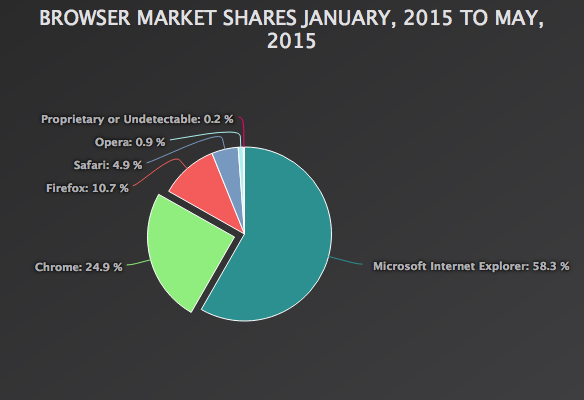 BROWSER MARKET SHARES JANUARY, 2015 TO MAY,
2015
Proprietary or Undetectable: 0.2 %
Opera: 0.9 %
Safari: 4.9 %
Firefox: 10.7 %
Chrome: 24.9 %
Microsoft Internet Explorer: 58.3 %